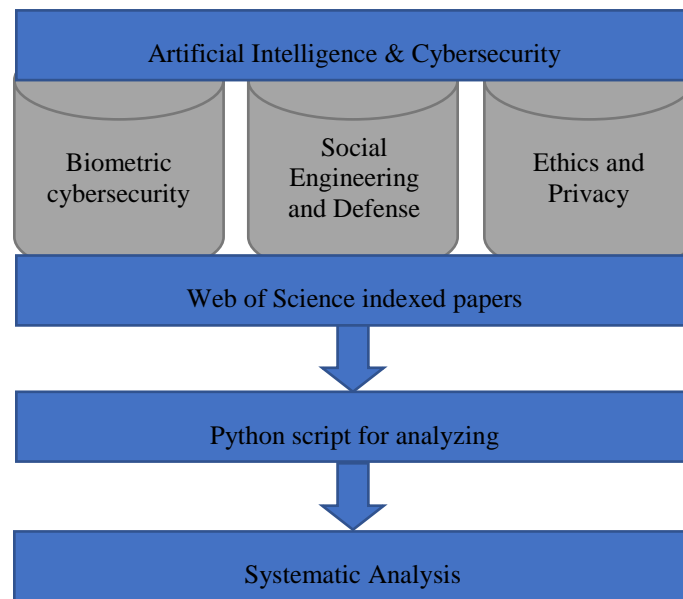 Artificial Intelligence & Cybersecurity
Biometric
cybersecurity
Social
Engineering
and Defense
Ethics and
Privacy
Web of Science indexed papers
Python script for analyzing
Systematic Analysis